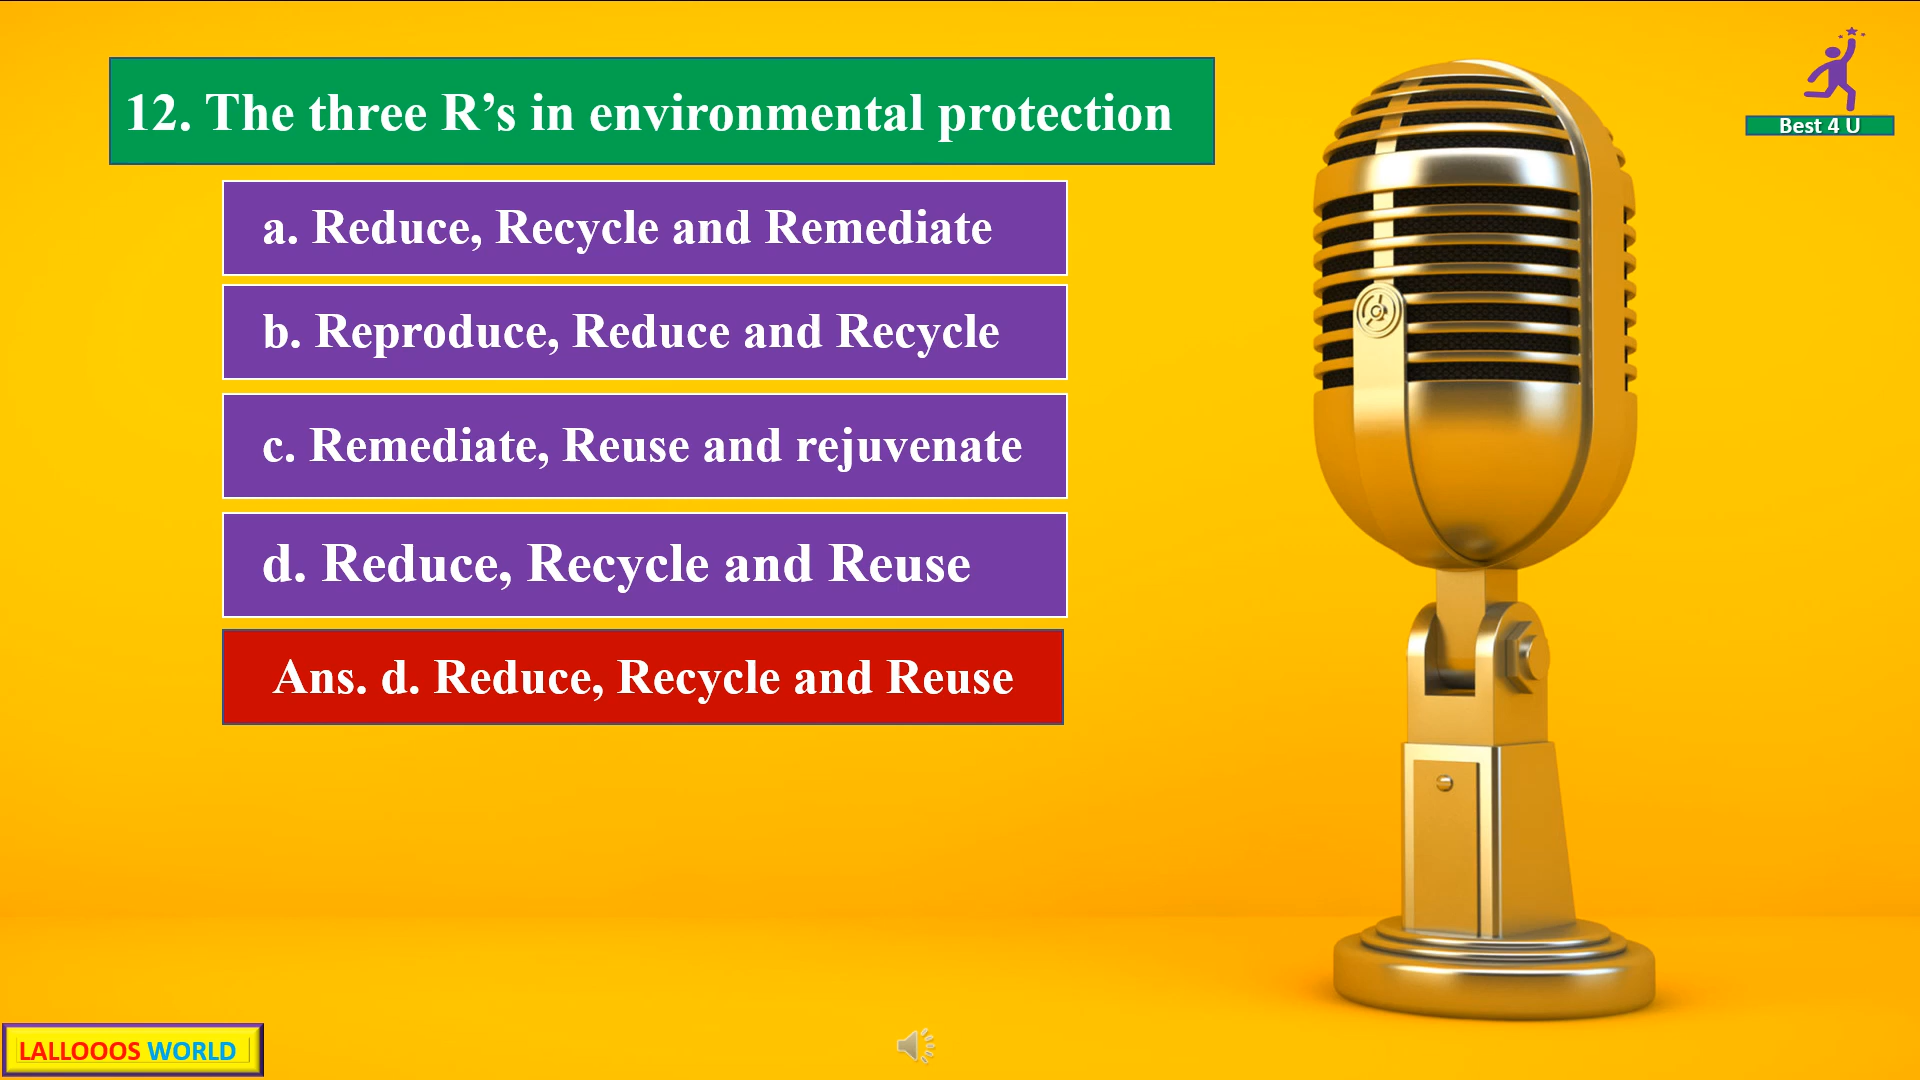 12. The three R’s in environmental protection
Best 4 U
a. Reduce, Recycle and Remediate
b. Reproduce, Reduce and Recycle
c. Remediate, Reuse and rejuvenate
d. Reduce, Recycle and Reuse
Ans. d. Reduce, Recycle and Reuse
LALLOOOS WORLD